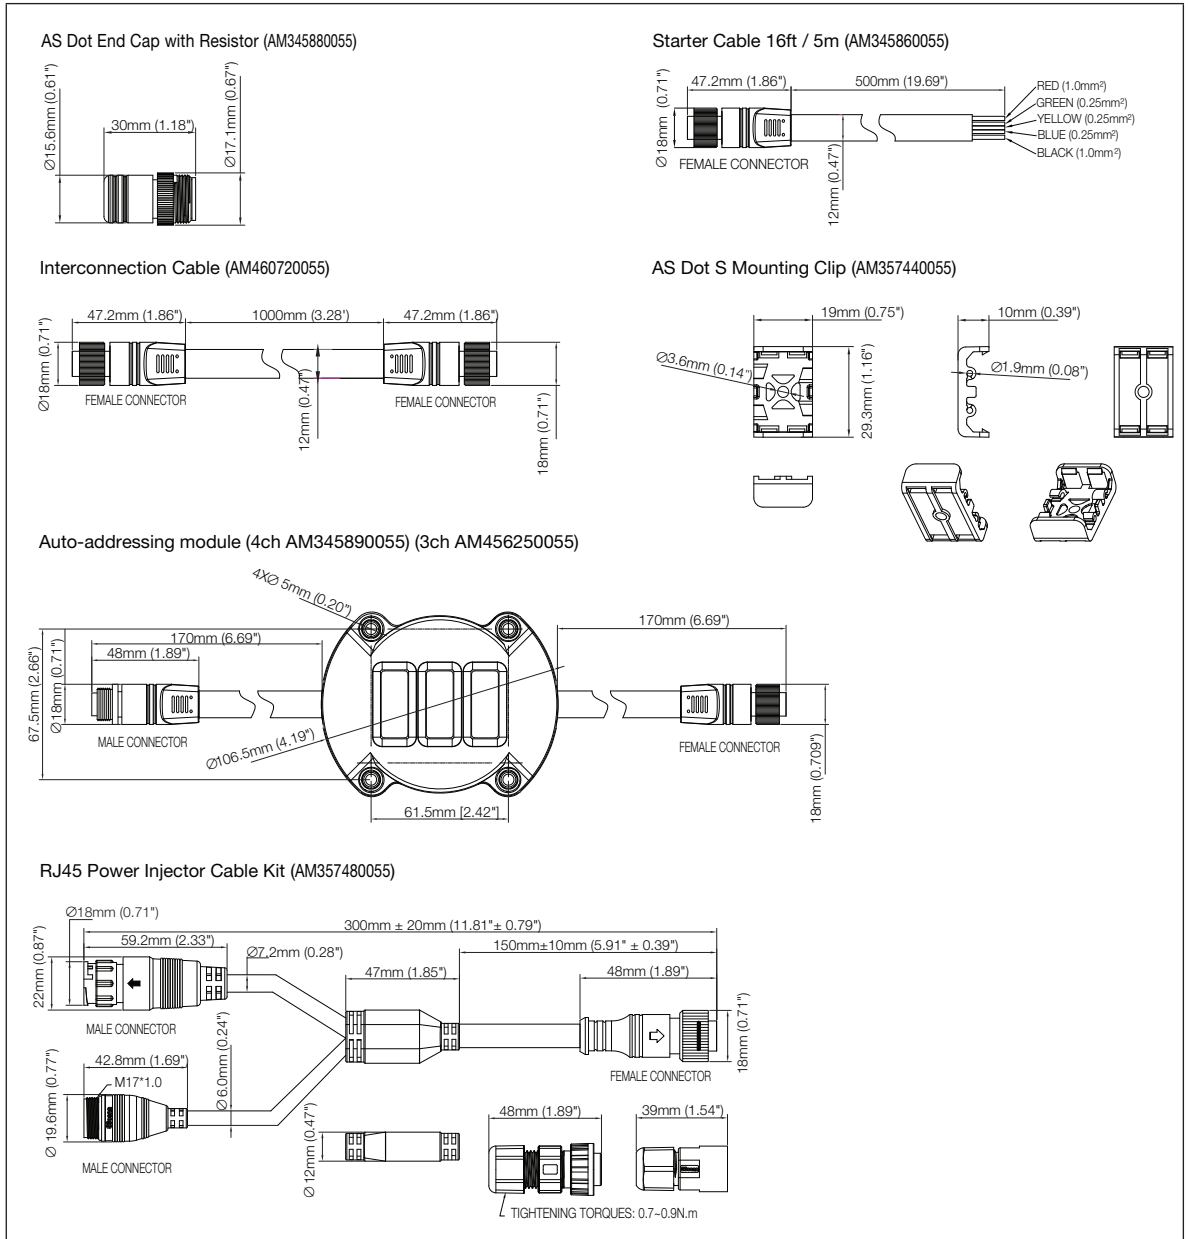 AS Dot End Cap with Resistor (AM345880055)
Ø15.6mm (0.61")
30mm (1.18")
Ø17.1mm (0.67")
Starter Cable 16ft / 5m (AM345860055)
Ø18mm (0.71")
47.2mm (1.86")
500mm (19.69")
RED (1.0mm²)
GREEN (0.25mm²)
YELLOW (0.25mm²)
BLUE (0.25mm²)
BLACK (1.0mm²)
FEMALE CONNECTOR
12mm (0.47")
Interconnection Cable (AM460720055)
47.2mm (1.86")
1000mm (3.28')
47.2mm (1.86")
Ø18mm (0.71")
FEMALE CONNECTOR
12mm (0.47")
FEMALE CONNECTOR
18mm (0.71")
AS Dot S Mounting Clip (AM357440055)
19mm (0.75")
10mm (0.39")
Ø3.6mm (0.14")
29.3mm (1.16")
Ø1.9mm (0.08")
Auto-addressing module (4ch AM345890055) (3ch AM456250055)
4XØ 5mm (0.20")
170mm (6.69")
170mm (6.69")
48mm (1.89")
67.5mm (2.66")
Ø18mm (0.71")
MALE CONNECTOR
Ø106.5mm (4.19")
FEMALE CONNECTOR
18mm (0.709")
61.5mm [2.42"]
RJ45 Power Injector Cable Kit (AM357480055)
Ø18mm (0.71")
300mm ± 20mm (11.81"± 0.79")
59.2mm (2.33")
150mm±10mm (5.91" ± 0.39")
22mm (0.87")
Ø7.2mm (0.28")
47mm (1.85")
48mm (1.89")
MALE CONNECTOR
18mm (0.71")
42.8mm (1.69")
Ø6.0mm (0.24")
FEMALE CONNECTOR
M17*1.0
Ø 19.6mm (0.77")
48mm (1.89")
39mm (1.54")
Ø12mm (0.47")
MALE CONNECTOR
TIGHTENING TORQUES: 0.7~0.9N.m